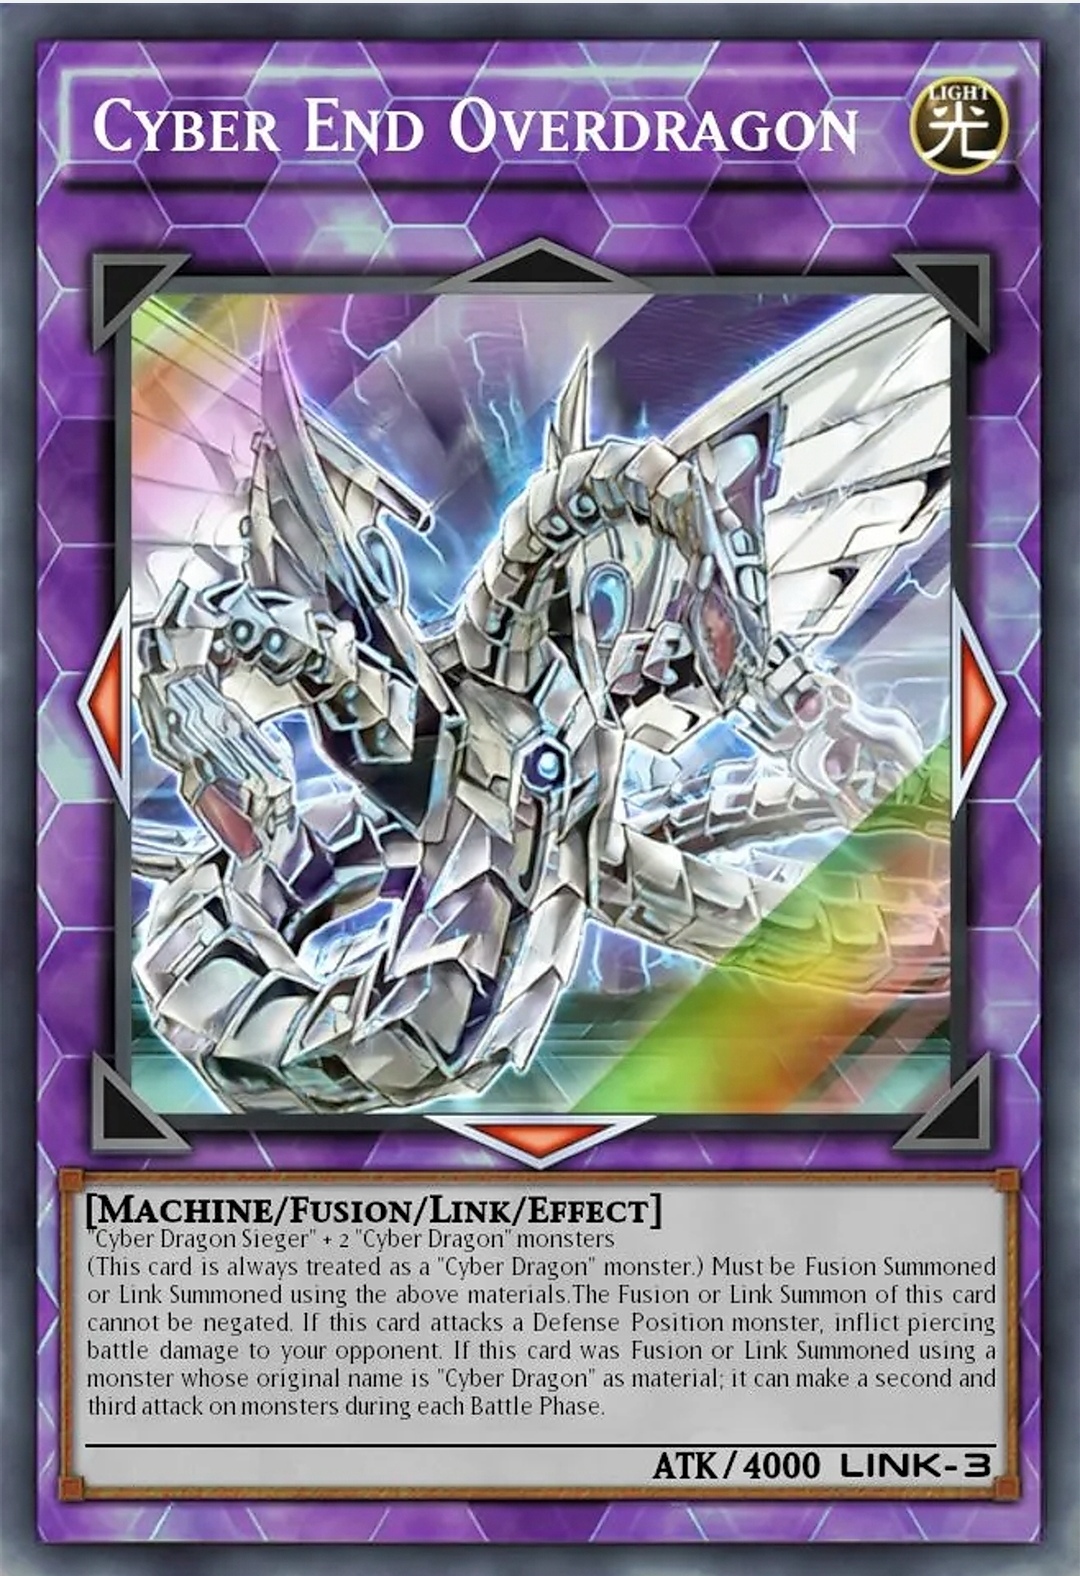 Cyber End Overdragon
LIGHT
光
[Machine/Fusion/Link/Effect]
"Cyber Dragon Sieger" + 2 "Cyber Dragon" monsters
(This card is always treated as a "Cyber Dragon" monster.) Must be Fusion Summoned
or Link Summoned using the above materials.The Fusion or Link Summon of this card
cannot be negated. If this card attacks a Defense Position monster, inflict piercing
battle damage to your opponent. If this card was Fusion or Link Summoned using a
monster whose original name is "Cyber Dragon" as material; it can make a second and
third attack on monsters during each Battle Phase.
ATK/4000 LINK-3